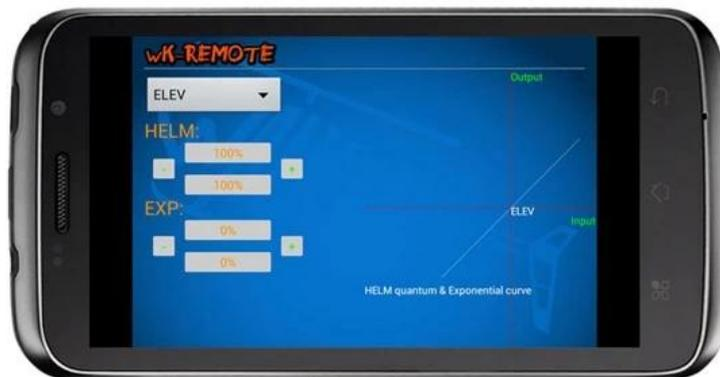 wK-REMOTE
ELEV
HELM:
-
100%
+
100%
EXP:
-
0%
+
0%
Output
ELEV
Input
HELM quantum & Exponential curve